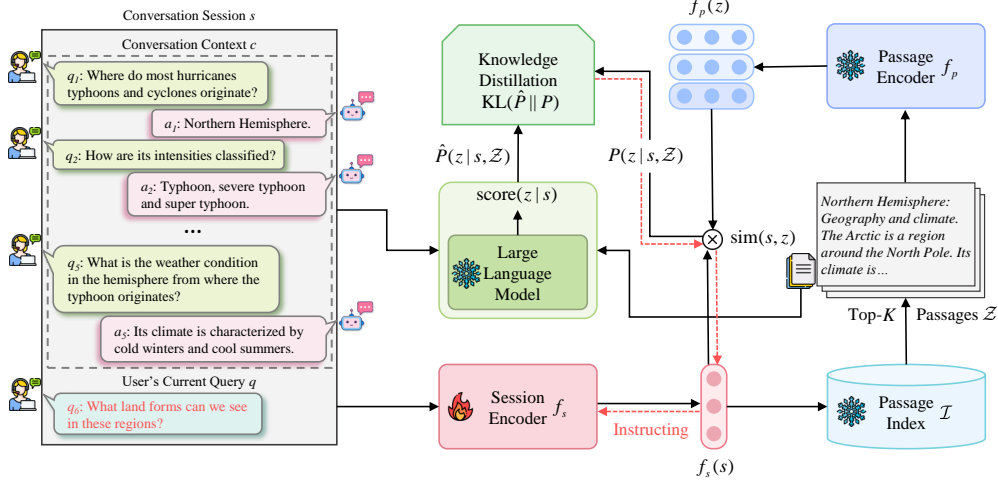 Conversation Session s
Conversation Context c
q1: Where do most hurricanes
typhoons and cyclones originate?
a1: Northern Hemisphere.
q2: How are its intensities classified?
a2: Typhoon, severe typhoon
and super typhoon.
...
q5: What is the weather condition
in the hemisphere from where the
typhoon originates?
a5: Its climate is characterized by
cold winters and cool summers.
User's Current Query q
q6: What land forms can we see
in these regions?
Knowledge
Distillation
KL(P̂ || P)
P̂(z | s, 𝒵)
P(z | s, 𝒵)
score(z | s)
Large
Language
Model
Session
Encoder f_s
Instructing
f_s(s)
f_p(z)
sim(s, z)
Passage
Encoder f_p
Northern Hemisphere:
Geography and climate.
The Arctic is a region
around the North Pole. Its
climate is…
Top-K Passages 𝒵
Passage
Index ℐ